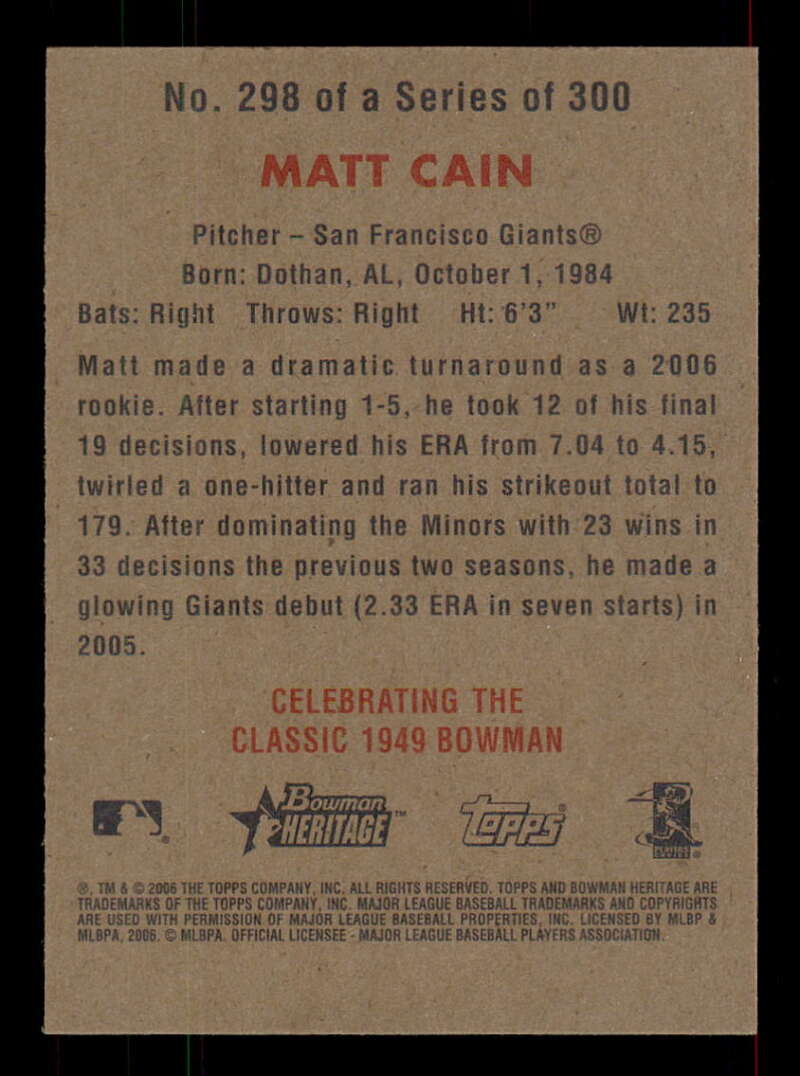 No. 298 of a Series of 300
MATT CAIN
Pitcher – San Francisco Giants®
Born: Dothan, AL, October 1, 1984
Bats: Right Throws: Right Ht: 6'3" Wt: 235
Matt made a dramatic turnaround as a 2006
rookie. After starting 1-5, he took 12 of his final
19 decisions, lowered his ERA from 7.04 to 4.15,
twirled a one-hitter and ran his strikeout total to
179. After dominating the Minors with 23 wins in
33 decisions the previous two seasons, he made a
glowing Giants debut (2.33 ERA in seven starts) in
2005.
CELEBRATING THE
CLASSIC 1949 BOWMAN
Bowman
HERITAGE™
Topps®
®, TM & © 2006 THE TOPPS COMPANY, INC. ALL RIGHTS RESERVED. TOPPS AND BOWMAN HERITAGE ARE
TRADEMARKS OF THE TOPPS COMPANY, INC. MAJOR LEAGUE BASEBALL TRADEMARKS AND COPYRIGHTS
ARE USED WITH PERMISSION OF MAJOR LEAGUE BASEBALL PROPERTIES, INC. LICENSED BY MLBP &
MLBPA, 2006. © MLBPA. OFFICIAL LICENSEE - MAJOR LEAGUE BASEBALL PLAYERS ASSOCIATION.